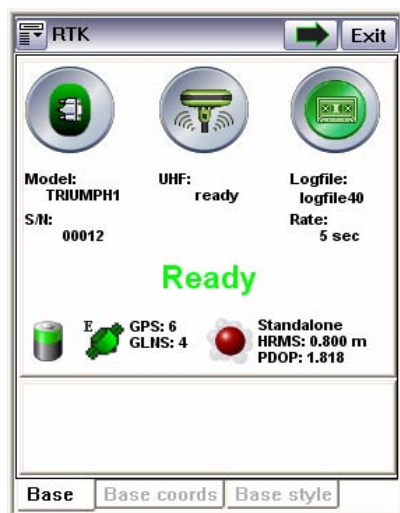 RTK Exit
Model: UHF: Logfile:
TRIUMPH1 ready logfile40
S/N: Rate:
00012 5 sec
Ready
E GPS: 6 Standalone
GLNS: 4 HRMS: 0.800 m
PDOP: 1.818
Base Base coords Base style